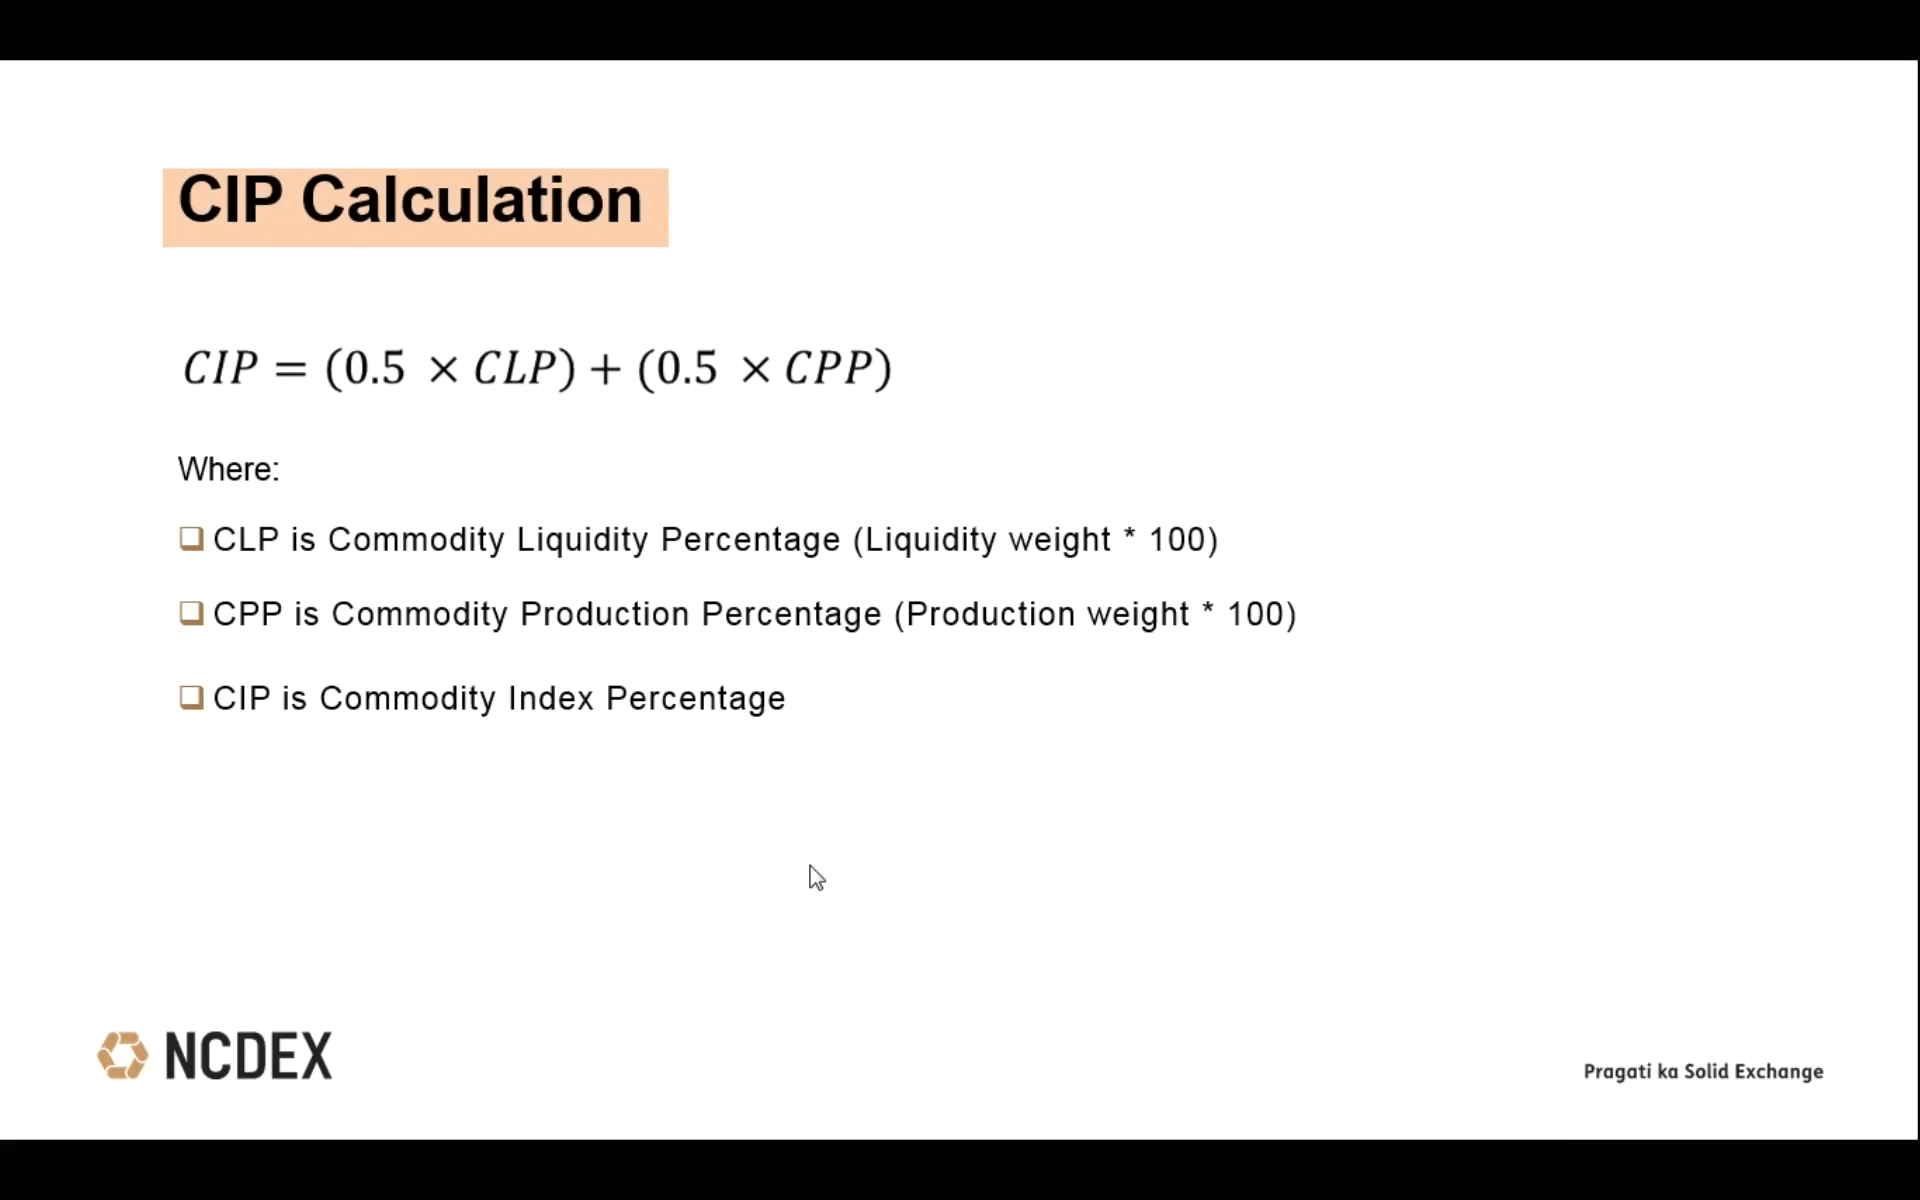 CIP Calculation
CIP = (0.5 × CLP) + (0.5 × CPP)
Where:
❑ CLP is Commodity Liquidity Percentage (Liquidity weight * 100)
❑ CPP is Commodity Production Percentage (Production weight * 100)
❑ CIP is Commodity Index Percentage
NCDEX
Pragati ka Solid Exchange